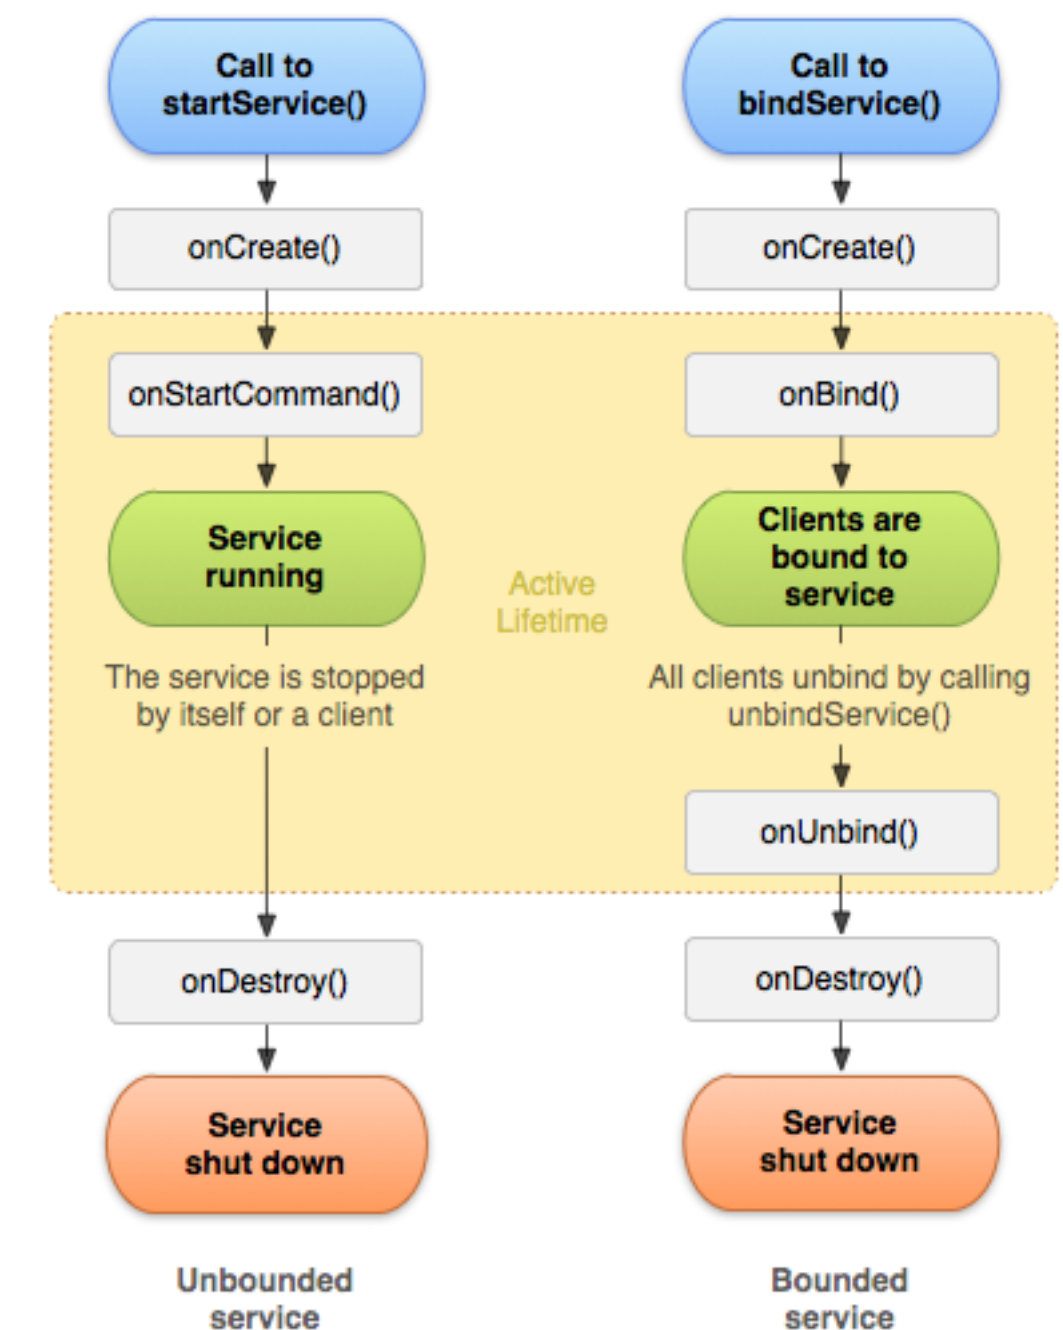 Call to
startService()
onCreate()
onStartCommand()
Service
running
The service is stopped
by itself or a client
onDestroy()
Service
shut down
Unbounded
service
Active
Lifetime
Call to
bindService()
onCreate()
onBind()
Clients are
bound to
service
All clients unbind by calling
unbindService()
onUnbind()
onDestroy()
Service
shut down
Bounded
service